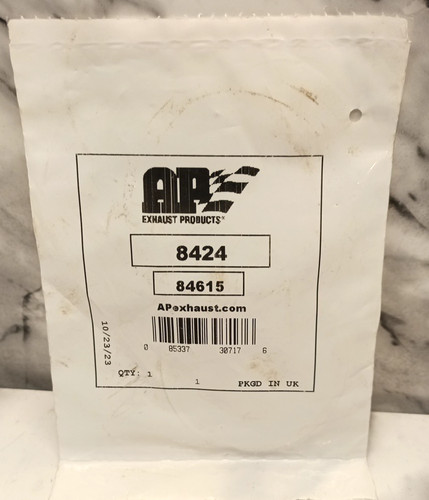 AP
EXHAUST PRODUCTS
8424
84615
APexhaust.com
0 85337 30717 6
10/23/23
QTY: 1
1
PKGD IN UK